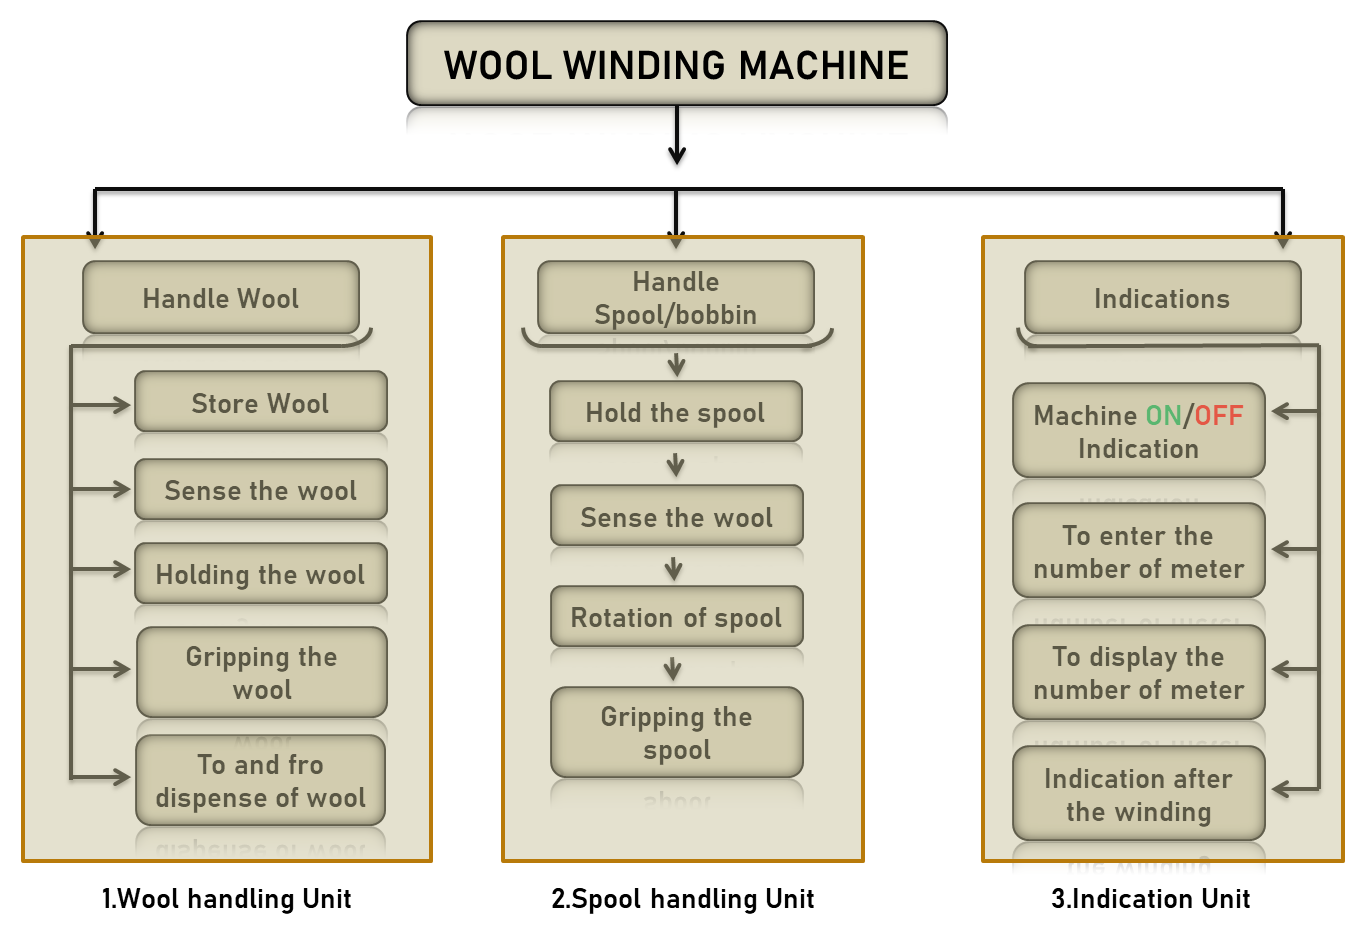 WOOL WINDING MACHINE
Handle Wool
Store Wool
Sense the wool
Holding the wool
Gripping the
wool
To and fro
dispense of wool
1.Wool handling Unit
Handle
Spool/bobbin
Hold the spool
Sense the wool
Rotation of spool
Gripping the
spool
2.Spool handling Unit
Indications
Machine ON/OFF
Indication
To enter the
number of meter
To display the
number of meter
Indication after
the winding
3.Indication Unit